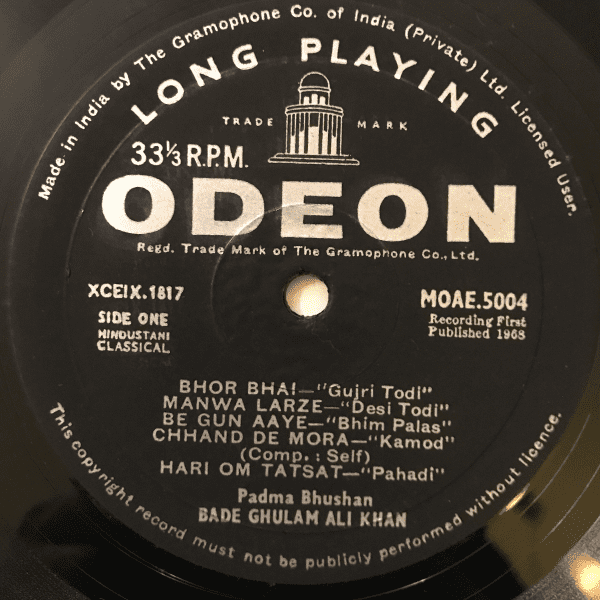 Made in India by The Gramophone Co. of India (Private) Ltd. Licensed User.
LONG PLAYING
TRADE MARK
33⅓ R.P.M.
ODEON
Regd. Trade Mark of The Gramophone Co., Ltd.
XCEIX.1817
SIDE ONE
HINDUSTANI
CLASSICAL
MOAE.5004
Recording First
Published 1968
BHOR BHAI—"Gujri Todi"
MANWA LARZE—"Desi Todi"
BE GUN AAYE—"Bhim Palas"
CHHAND DE MORA—"Kamod"
(Comp. : Self)
HARI OM TATSAT—"Pahadi"
Padma Bhushan
BADE GHULAM ALI KHAN
This copyright record must not be publicly performed without licence.